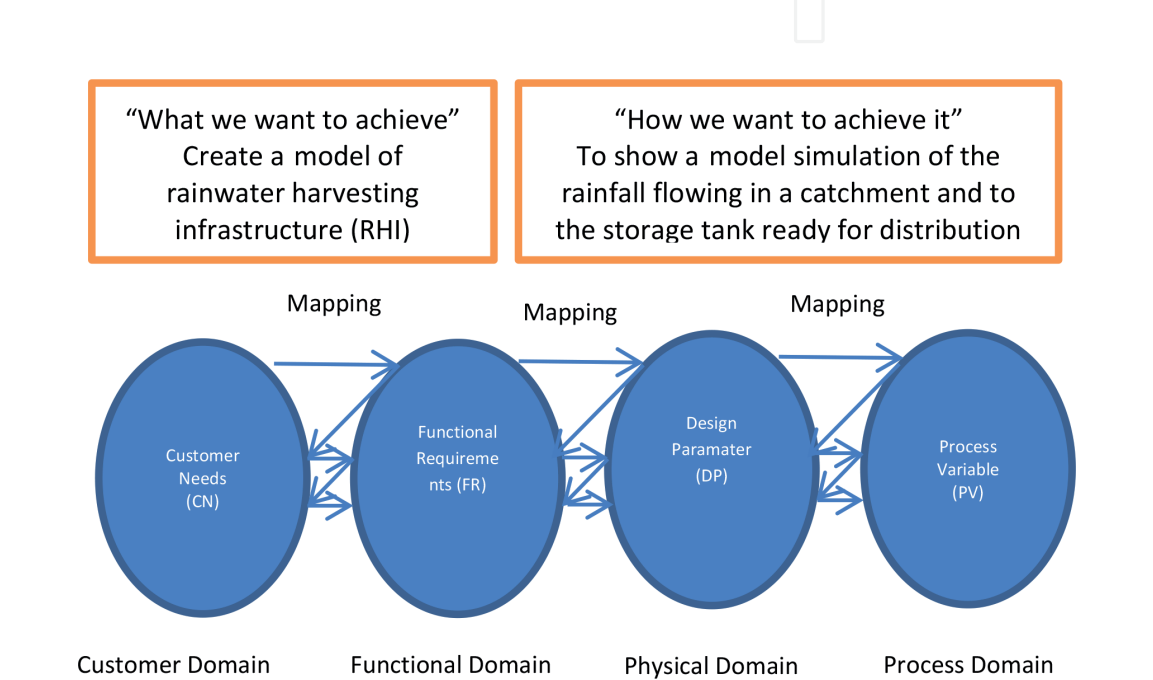 “What we want to achieve”
Create a model of
rainwater harvesting
infrastructure (RHI)
“How we want to achieve it”
To show a model simulation of the
rainfall flowing in a catchment and to
the storage tank ready for distribution
Mapping
Mapping
Mapping
Customer
Needs
(CN)
Functional
Requireme
nts (FR)
Design
Paramater
(DP)
Process
Variable
(PV)
Customer Domain
Functional Domain
Physical Domain
Process Domain